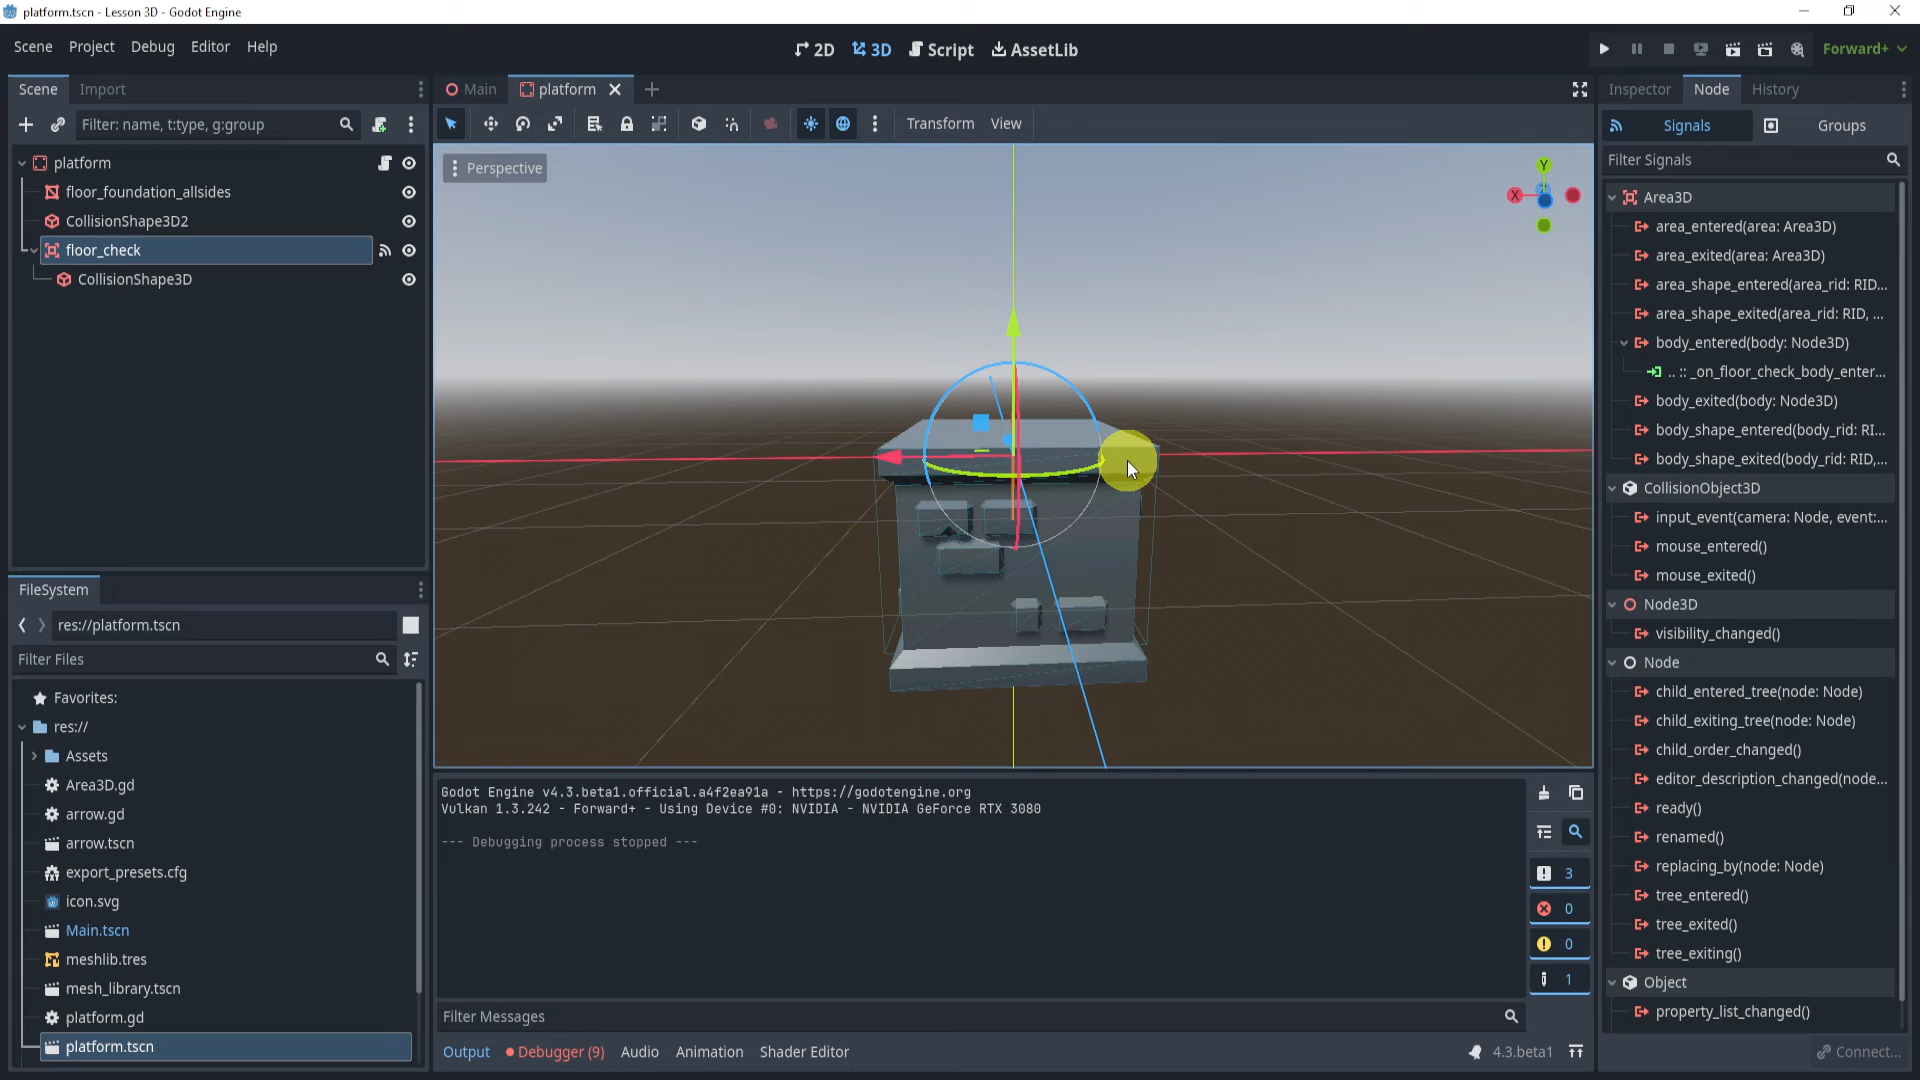 platform.tscn - Lesson 3D - Godot Engine
Scene Project Debug Editor Help
2D 3D Script AssetLib
Forward+
Scene Import
Filter: name, t:type, g:group
platform
floor_foundation_allsides
CollisionShape3D2
floor_check
CollisionShape3D
FileSystem
res://platform.tscn
Filter Files
Favorites:
res://
Assets
Area3D.gd
arrow.gd
arrow.tscn
export_presets.cfg
icon.svg
Main.tscn
meshlib.tres
mesh_library.tscn
platform.gd
platform.tscn
Main platform
Transform View
Perspective
Y
X
Z
Godot Engine v4.3.beta1.official.a4f2ea91a - https://godotengine.org
Vulkan 1.3.242 - Forward+ - Using Device #0: NVIDIA - NVIDIA GeForce RTX 3080
--- Debugging process stopped ---
3
0
0
1
Filter Messages
Output Debugger (9) Audio Animation Shader Editor
4.3.beta1
Inspector Node History
Signals Groups
Filter Signals
Area3D
area_entered(area: Area3D)
area_exited(area: Area3D)
area_shape_entered(area_rid: RID...
area_shape_exited(area_rid: RID, ...
body_entered(body: Node3D)
.. :: _on_floor_check_body_enter...
body_exited(body: Node3D)
body_shape_entered(body_rid: RI...
body_shape_exited(body_rid: RID,...
CollisionObject3D
input_event(camera: Node, event:...
mouse_entered()
mouse_exited()
Node3D
visibility_changed()
Node
child_entered_tree(node: Node)
child_exiting_tree(node: Node)
child_order_changed()
editor_description_changed(node...
ready()
renamed()
replacing_by(node: Node)
tree_entered()
tree_exited()
tree_exiting()
Object
property_list_changed()
Connect...